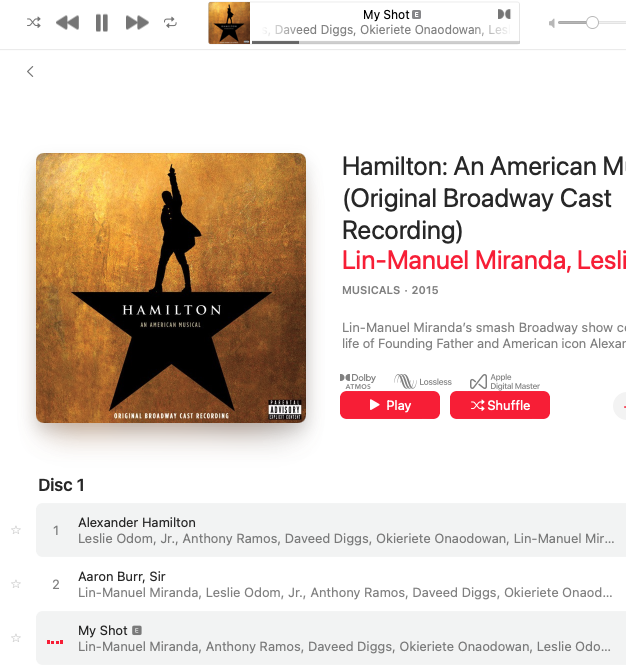 My Shot E
s, Daveed Diggs, Okieriete Onaodowan, Les
Hamilton: An American Mu
(Original Broadway Cast
Recording)
Lin-Manuel Miranda, Lesli
MUSICALS · 2015
Lin-Manuel Miranda's smash Broadway show co
life of Founding Father and American icon Alexan
Dolby
ATMOS
Lossless
Apple
Digital Master
Play
Shuffle
HAMILTON
AN AMERICAN MUSICAL
ORIGINAL BROADWAY CAST RECORDING
PARENTAL
ADVISORY
EXPLICIT CONTENT
Disc 1
1
Alexander Hamilton
Leslie Odom, Jr., Anthony Ramos, Daveed Diggs, Okieriete Onaodowan, Lin-Manuel Mir...
2
Aaron Burr, Sir
Lin-Manuel Miranda, Leslie Odom, Jr., Anthony Ramos, Daveed Diggs, Okieriete Onaod...
My Shot E
Lin-Manuel Miranda, Anthony Ramos, Daveed Diggs, Okieriete Onaodowan, Leslie Odo...